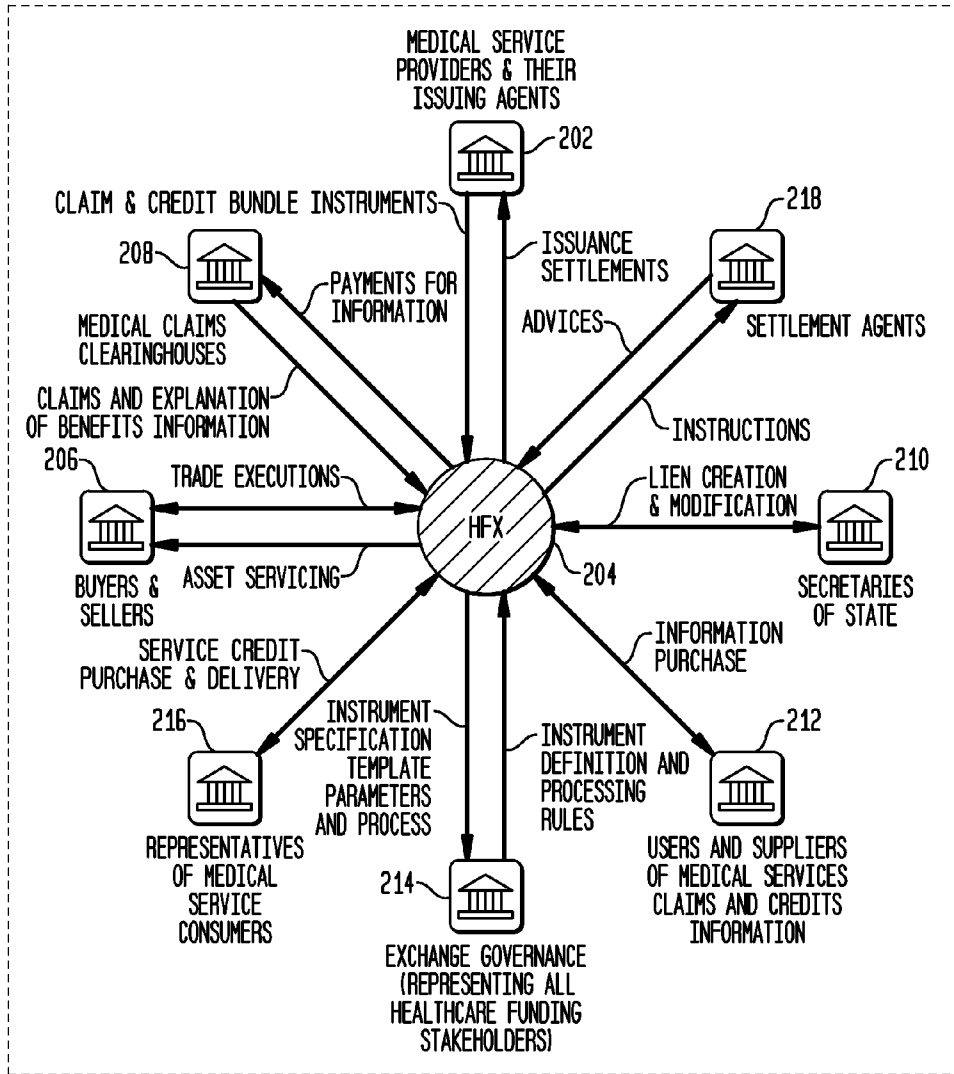 MEDICAL SERVICE
PROVIDERS & THEIR
ISSUING AGENTS
202
CLAIM & CREDIT BUNDLE INSTRUMENTS
218
208
ISSUANCE
SETTLEMENTS
PAYMENTS FOR
INFORMATION
ADVICES
MEDICAL CLAIMS
CLEARINGHOUSES
SETTLEMENT AGENTS
CLAIMS AND EXPLANATION
OF BENEFITS INFORMATION
INSTRUCTIONS
206
TRADE EXECUTIONS
LIEN CREATION
& MODIFICATION
210
HFX
204
ASSET SERVICING
BUYERS &
SELLERS
SECRETARIES
OF STATE
SERVICE CREDIT
PURCHASE & DELIVERY
INFORMATION
PURCHASE
216
INSTRUMENT
SPECIFICATION
TEMPLATE
PARAMETERS
AND PROCESS
INSTRUMENT
DEFINITION AND
PROCESSING
RULES
212
REPRESENTATIVES
OF MEDICAL
SERVICE
CONSUMERS
USERS AND SUPPLIERS
OF MEDICAL SERVICES
CLAIMS AND CREDITS
INFORMATION
214
EXCHANGE GOVERNANCE
(REPRESENTING ALL
HEALTHCARE FUNDING
STAKEHOLDERS)